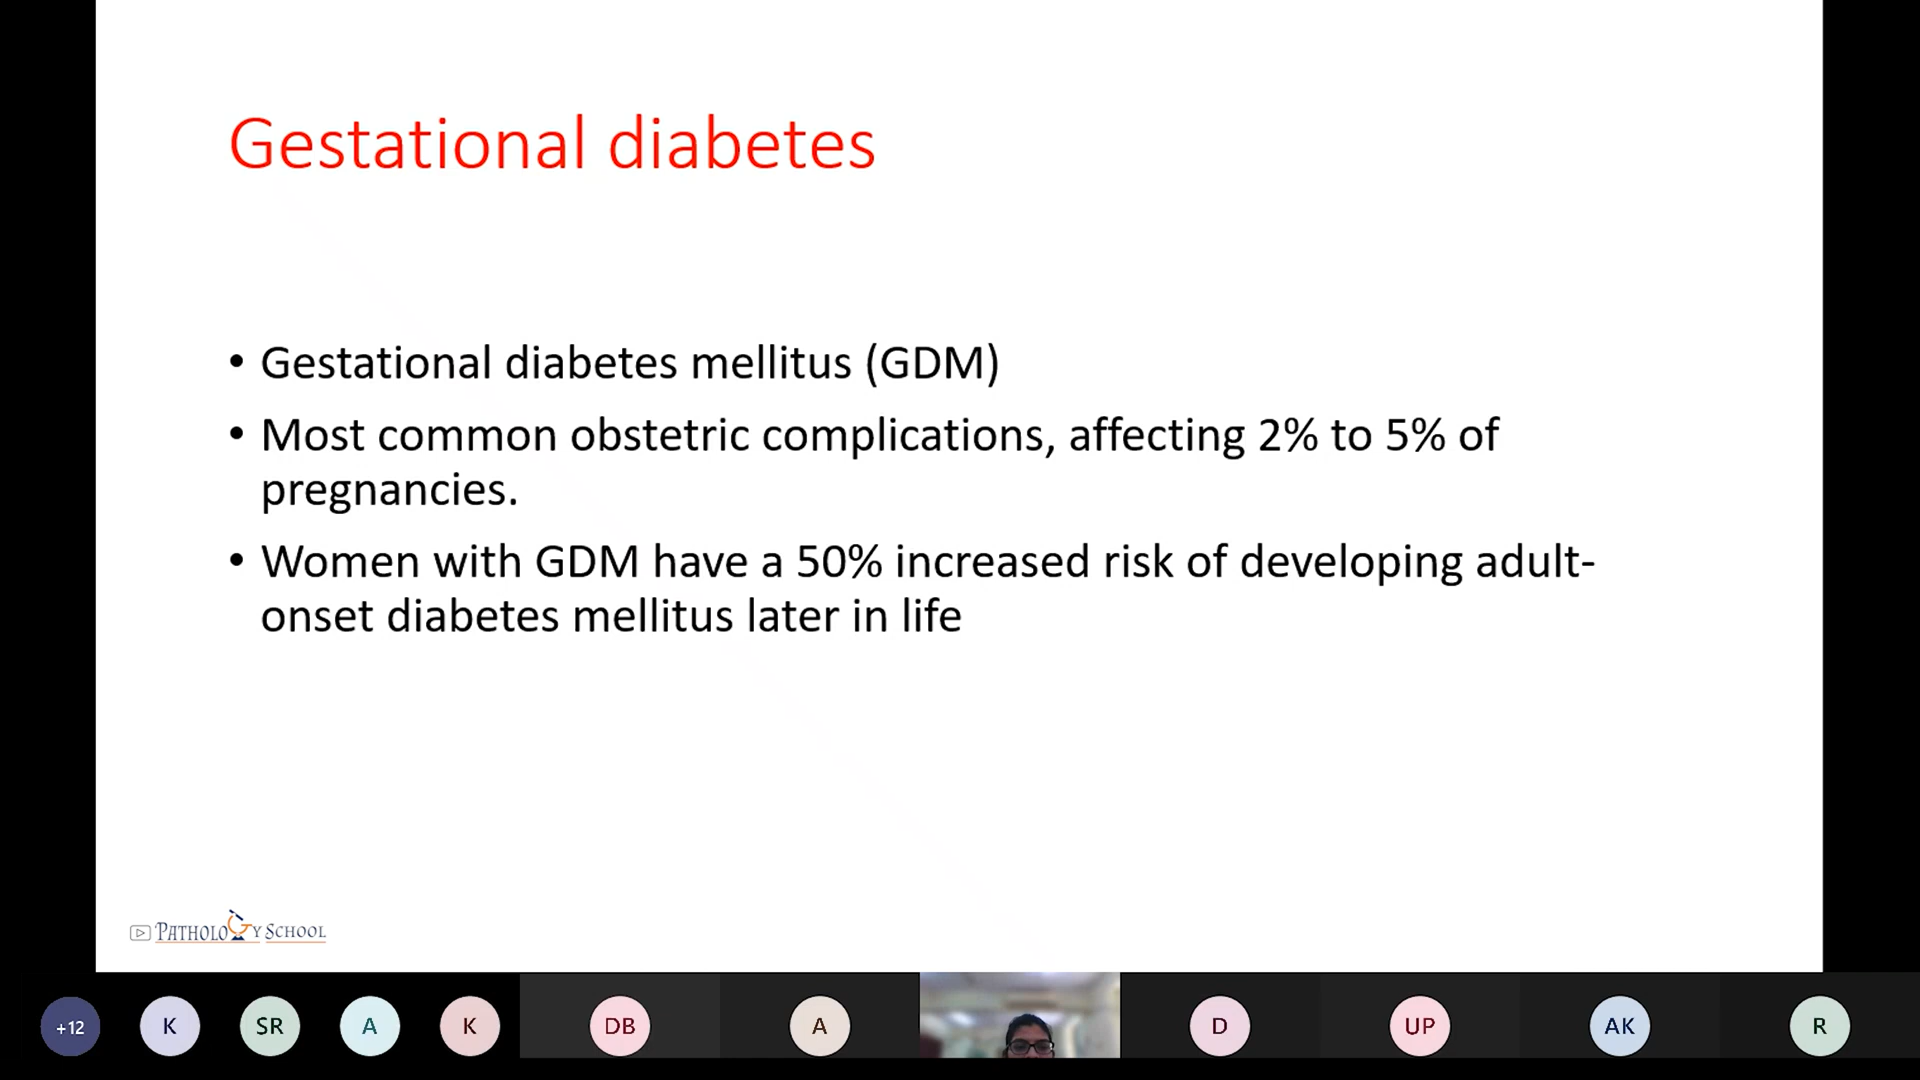 Gestational diabetes
• Gestational diabetes mellitus (GDM)
• Most common obstetric complications, affecting 2% to 5% of
pregnancies.
• Women with GDM have a 50% increased risk of developing adult-
onset diabetes mellitus later in life
PATHOLOGY SCHOOL
+12 K SR A K DB A D UP AK R